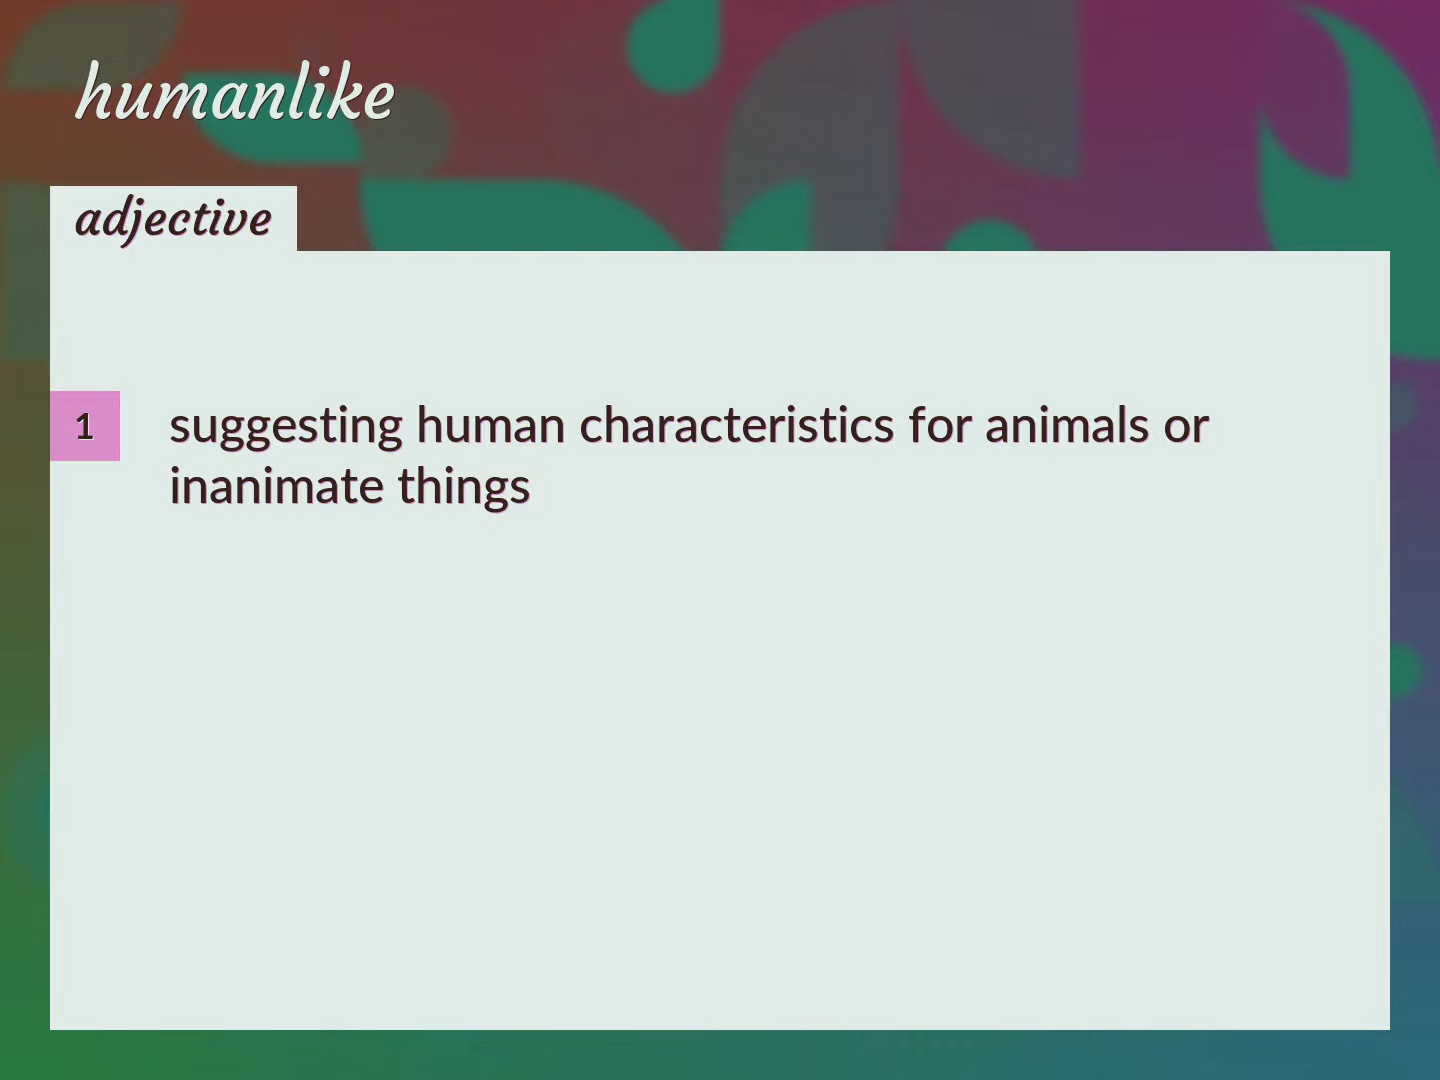 humanlike
adjective
1
suggesting human characteristics for animals or
inanimate things